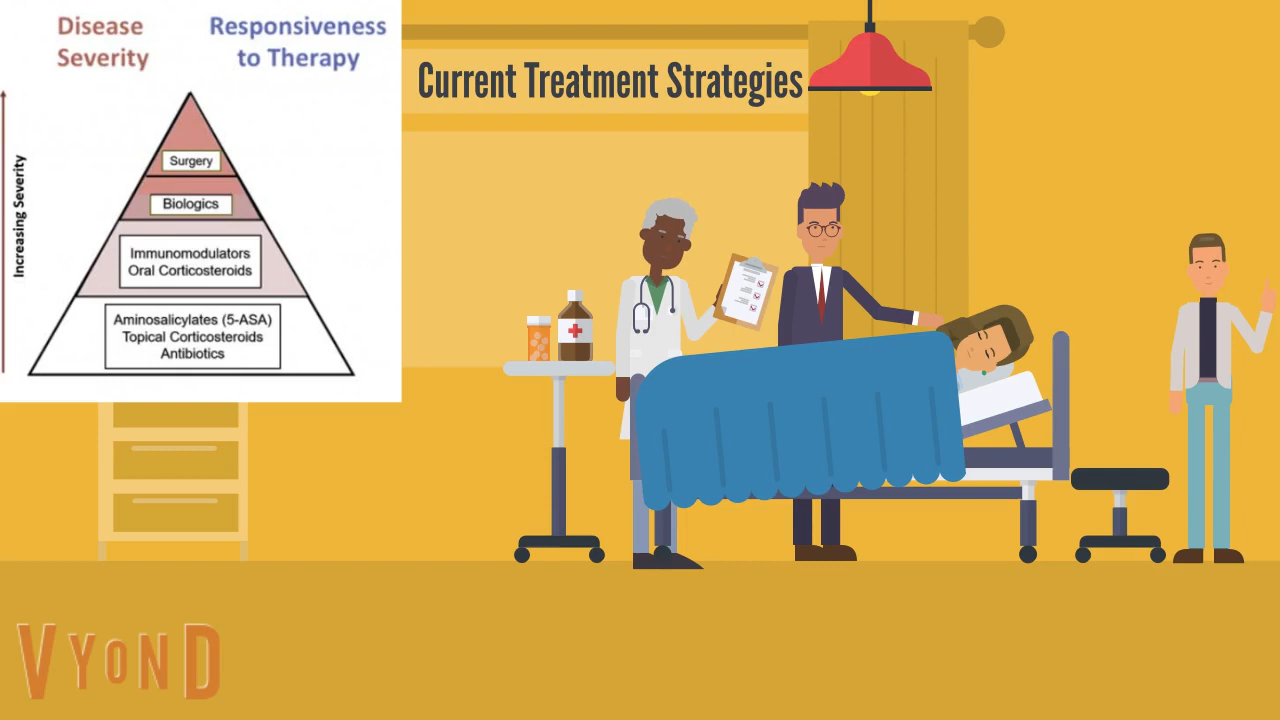 Disease
Severity
Responsiveness
to Therapy
Current Treatment Strategies
Increasing Severity
Surgery
Biologics
Immunomodulators
Oral Corticosteroids
Aminosalicylates (5-ASA)
Topical Corticosteroids
Antibiotics
VYOND